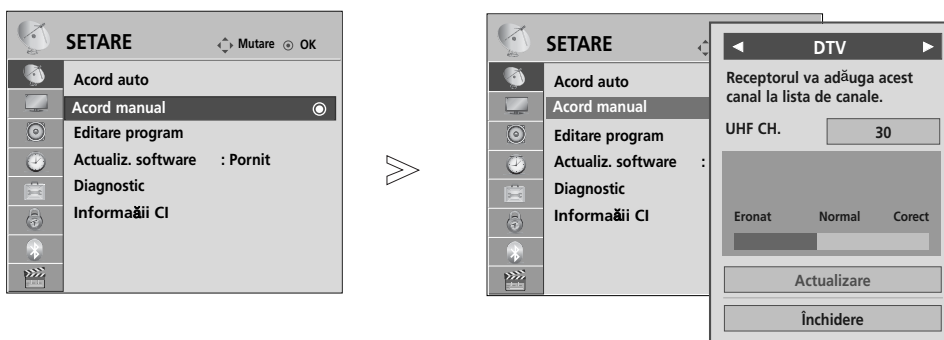 SETARE
Mutare OK
Acord auto
Acord manual
Editare program
Actualiz. software : Pornit
Diagnostic
Informaăii CI
SETARE
Acord auto
Acord manual
Editare program
Actualiz. software :
Diagnostic
Informaăii CI
DTV
Receptorul va adăuga acest
canal la lista de canale.
UHF CH. 30
Eronat Normal Corect
Actualizare
Închidere